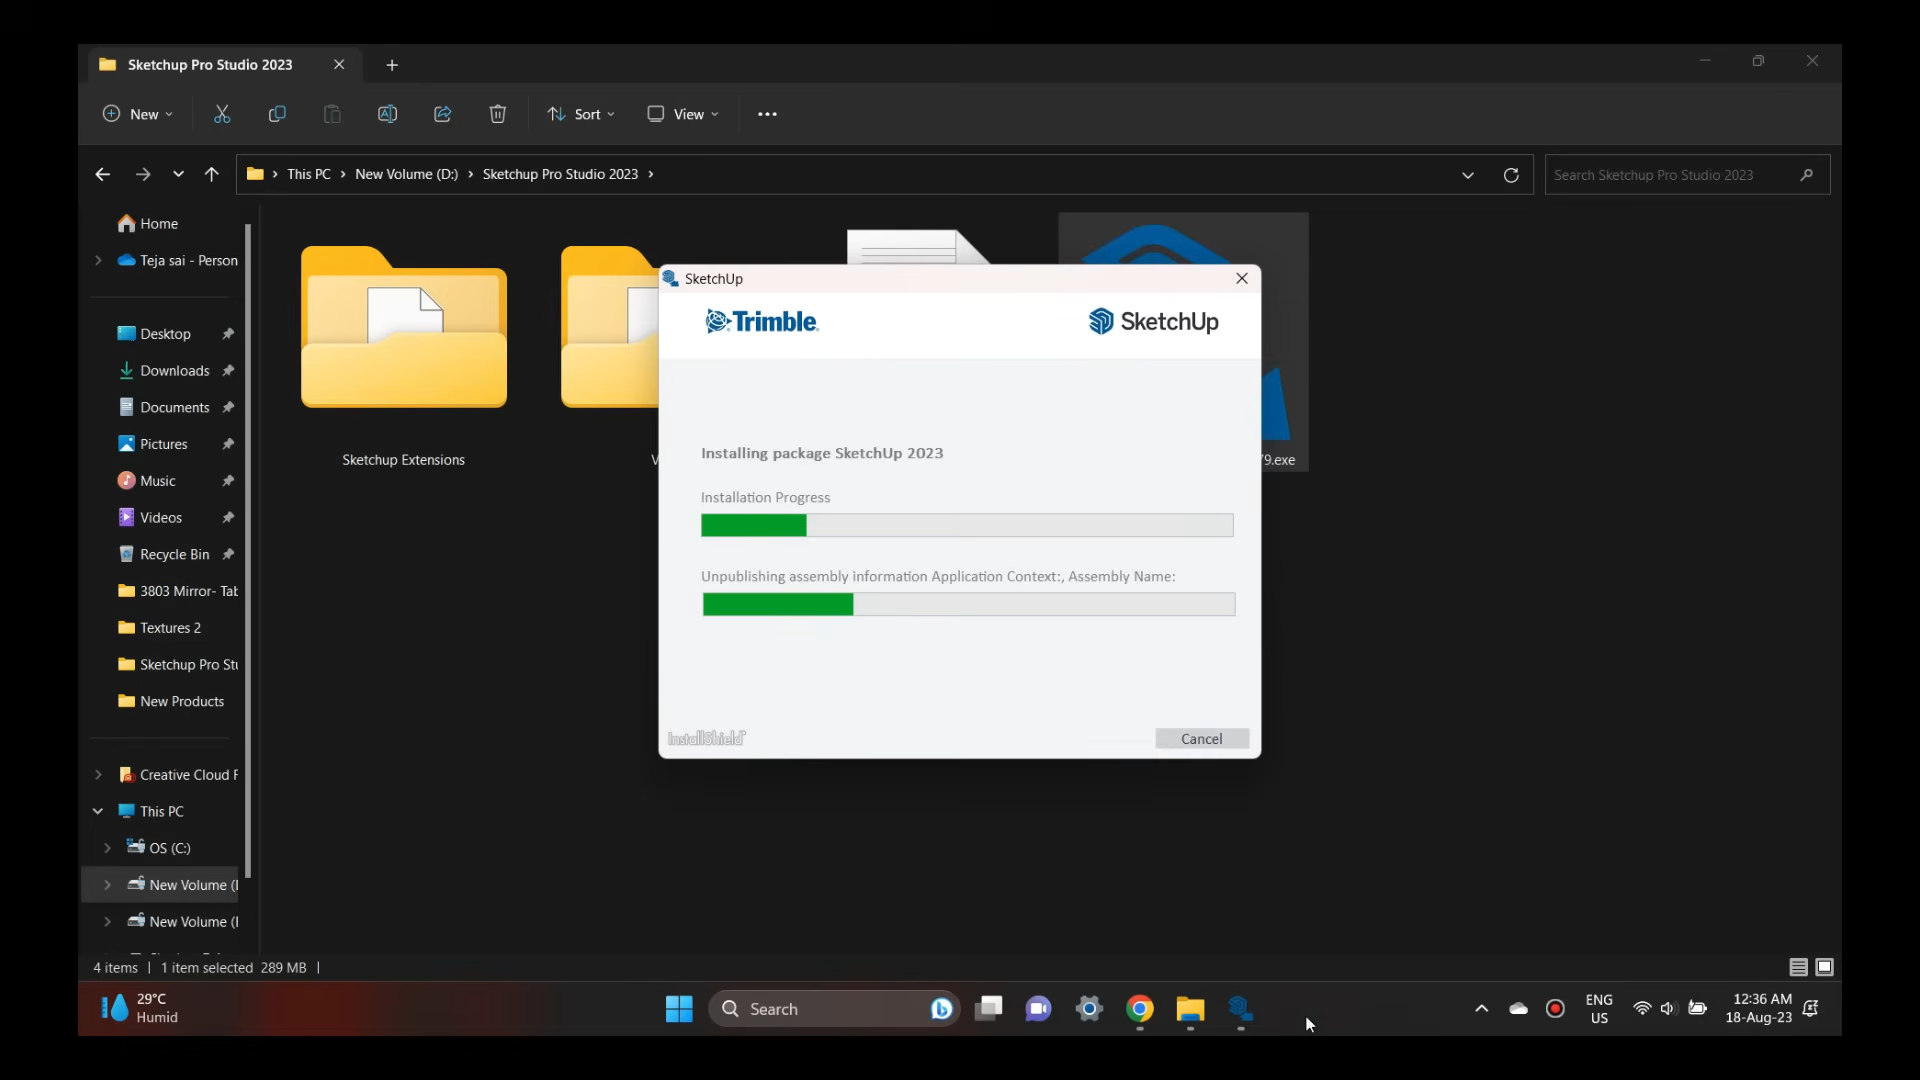 Sketchup Pro Studio 2023
New
Sort
View
This PC
New Volume (D:)
Sketchup Pro Studio 2023
Search Sketchup Pro Studio 2023
Home
Teja sai - Person
Desktop
Downloads
Documents
Pictures
Music
Videos
Recycle Bin
3803 Mirror- Tab
Textures 2
Sketchup Pro Stu
New Products
Creative Cloud F
This PC
OS (C:)
New Volume (
New Volume (
Sketchup Extensions
V
9.exe
SketchUp
Trimble
SketchUp
Installing package SketchUp 2023
Installation Progress
Unpublishing assembly information Application Context:, Assembly Name:
InstallShield
Cancel
4 items
1 item selected 289 MB
29°C
Humid
Search
ENG
US
12:36 AM
18-Aug-23